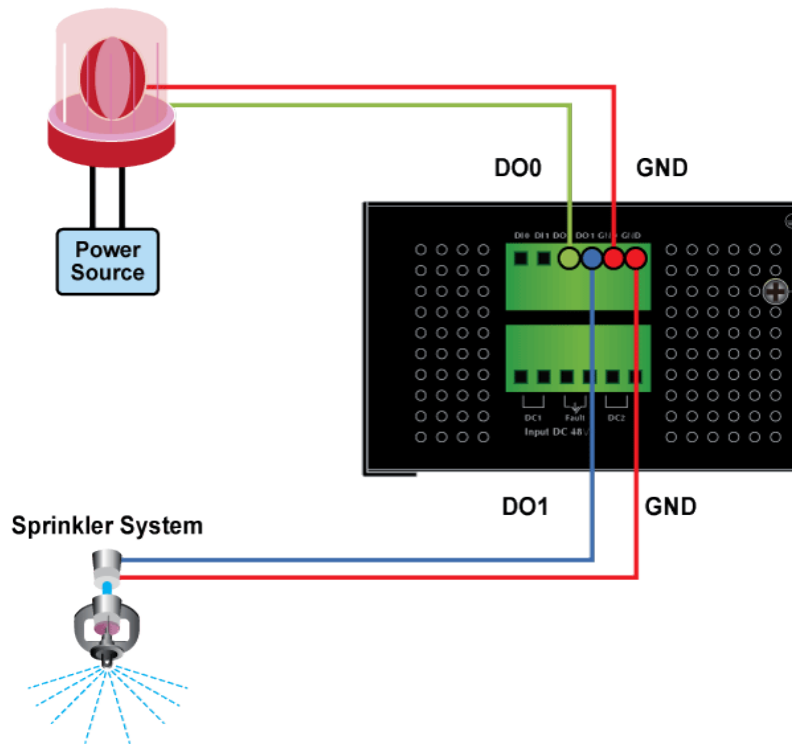 DO0 GND
Power
Source
DI0 DI1 DO0 DO1 GND GND
DC1 Fault DC2
Input DC 48V
DO1 GND
Sprinkler System